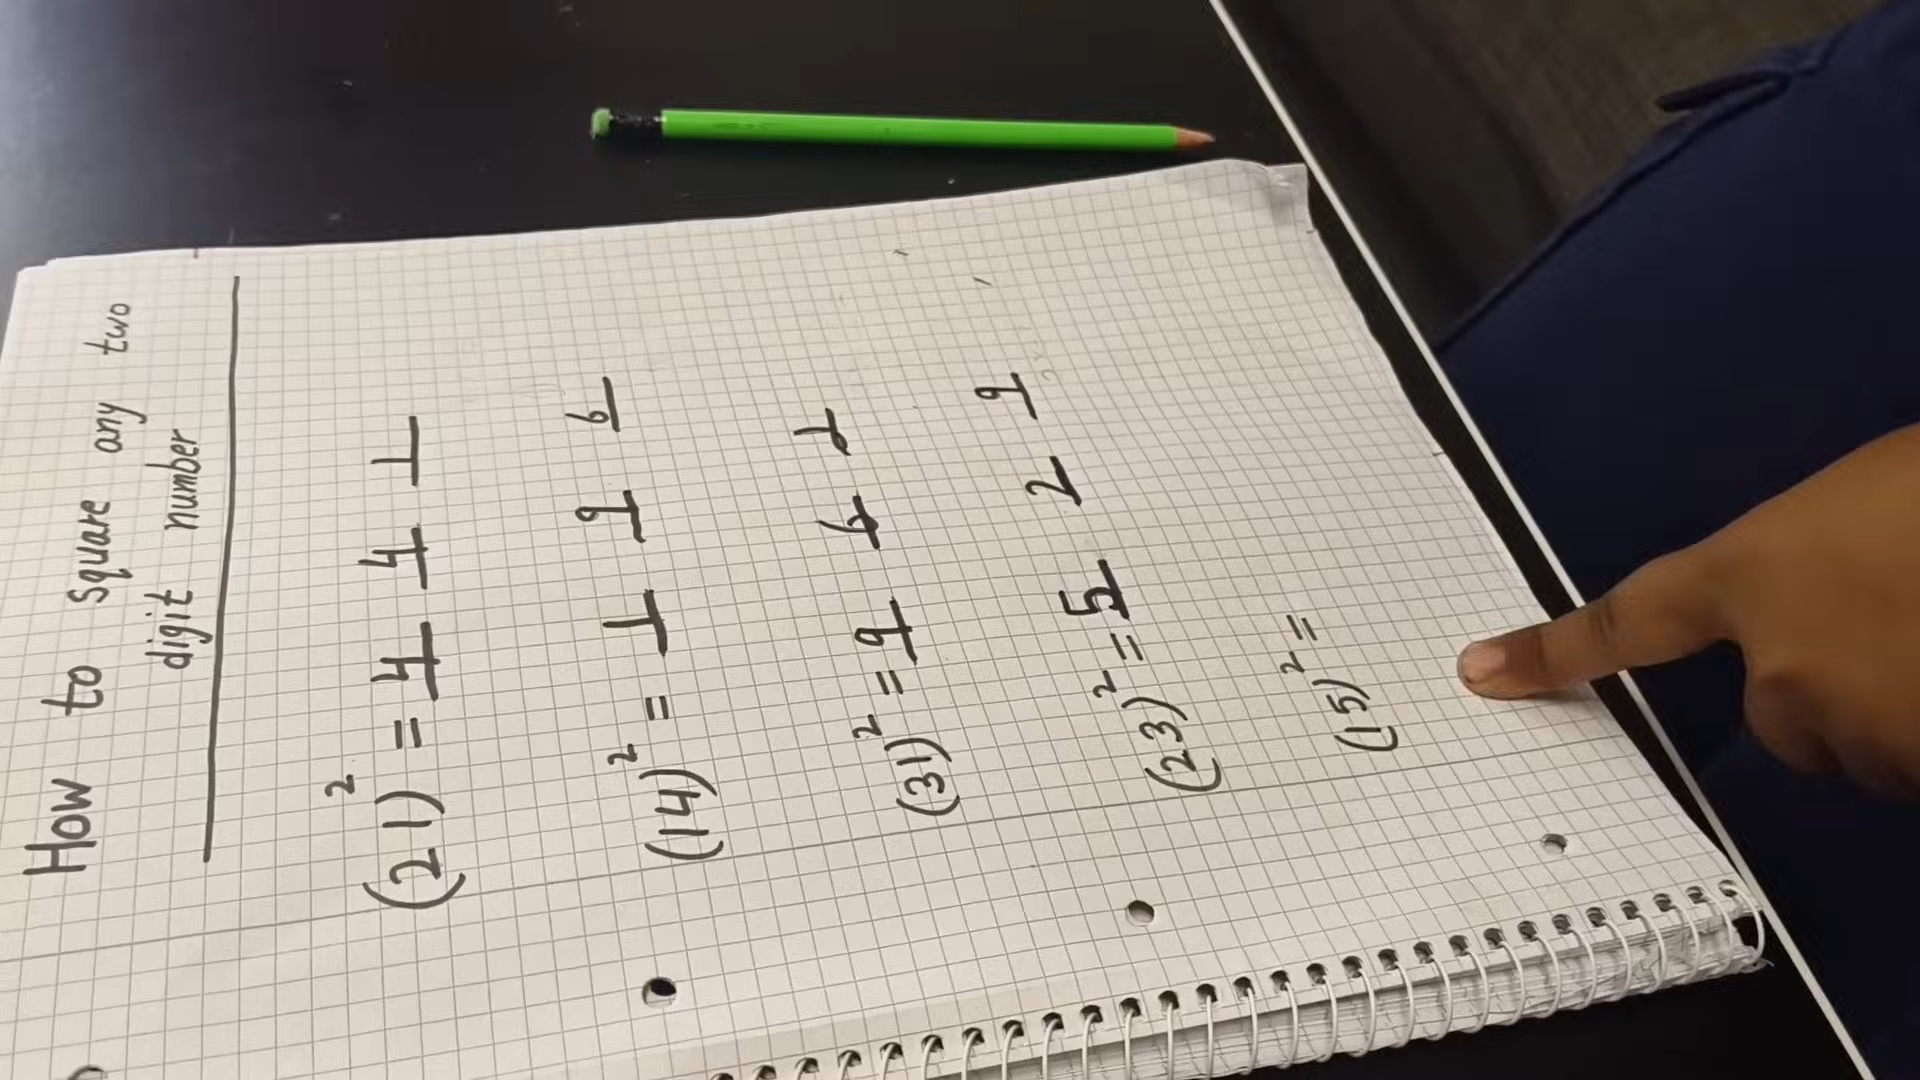 How to square any two
digit number
(21)² = 4 4 1
(14)² = 1 9 6
(31)² = 9 6 1
(23)² = 5 2 9
(15)² =